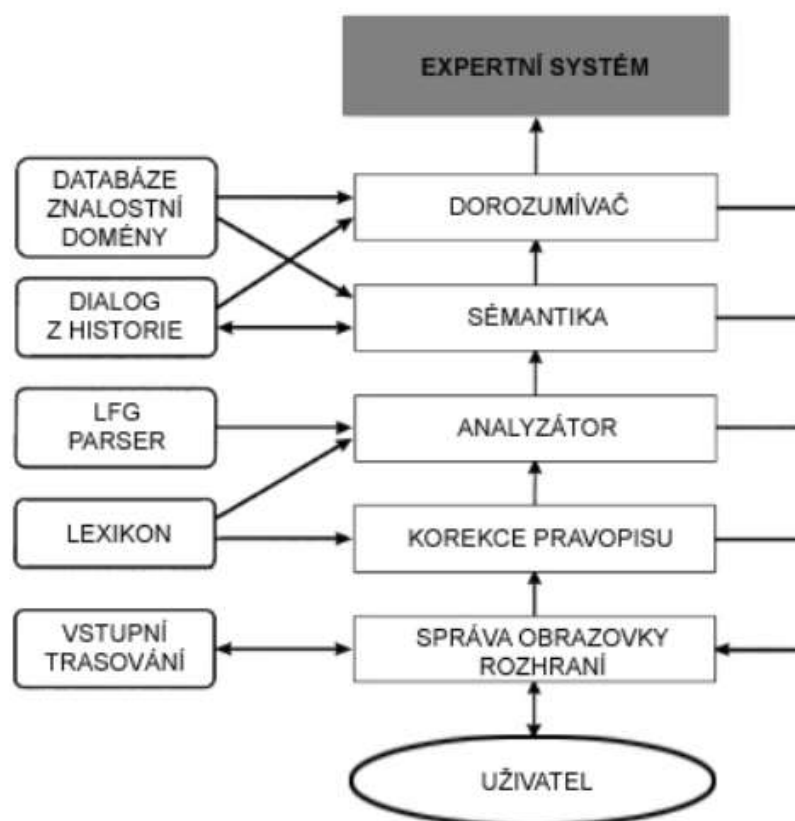 EXPERTNÍ SYSTÉM
DATABÁZE
ZNALOSTNÍ
DOMÉNY
DOROZUMÍVAČ
DIALOG
Z HISTORIE
SÉMANTIKA
LFG
PARSER
ANALYZÁTOR
LEXIKON
KOREKCE PRAVOPISU
VSTUPNÍ
TRASOVÁNÍ
SPRÁVA OBRAZOVKY
ROZHRANÍ
UŽIVATEL